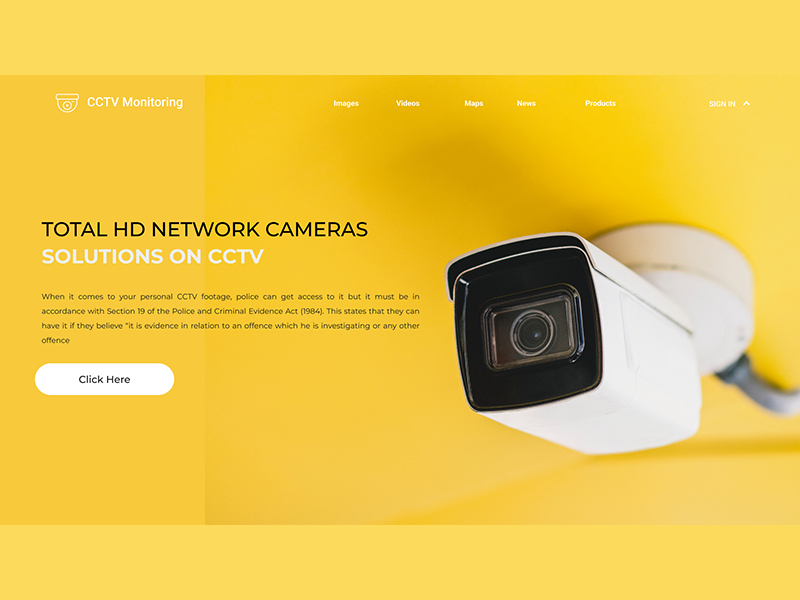 CCTV Monitoring
Images Videos Maps News Products SIGN IN
TOTAL HD NETWORK CAMERAS
SOLUTIONS ON CCTV
When it comes to your personal CCTV footage, police can get access to it but it must be in
accordance with Section 19 of the Police and Criminal Evidence Act (1984). This states that they can
have it if they believe "it is evidence in relation to an offence which he is investigating or any other
offence
Click Here